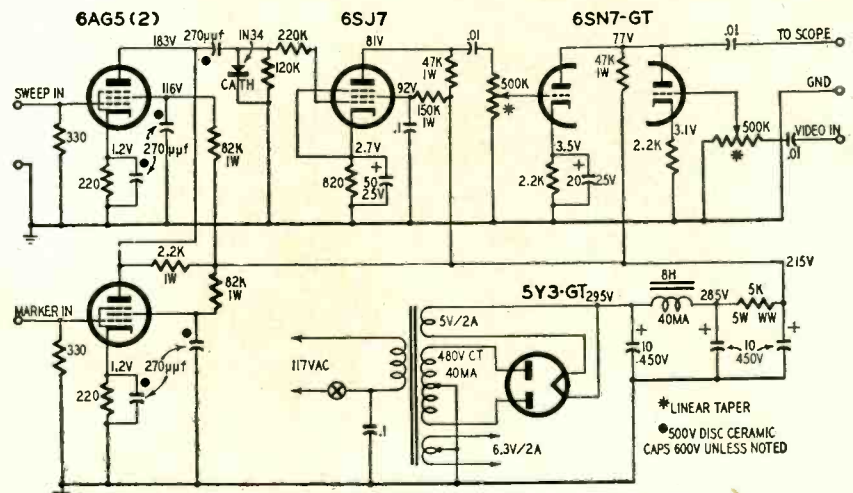 6AG5(2)
6SJ7
6SN7-GT
183V
270µµf
1N34
220K
81V
.01
77V
.01
TO SCOPE
CATH
120K
47K
1W
47K
1W
GND
SWEEP IN
116V
92V
500K
*
150K
1W
500K
*
VIDEO IN
.01
330
1.2V
270µµf
82K
1W
.1
2.7V
3.5V
3.1V
2.2K
220
820
+
50
25V
2.2K
+
20
25V
2.2K
1W
82K
1W
215V
5Y3-GT
295V
8H
40MA
285V
5K
5W WW
MARKER IN
5V/2A
330
1.2V
270µµf
220
117VAC
480V CT
40MA
+
10
450V
+
10
450V
+
.1
6.3V/2A
*LINEAR TAPER
●500V DISC CERAMIC
CAPS 600V UNLESS NOTED